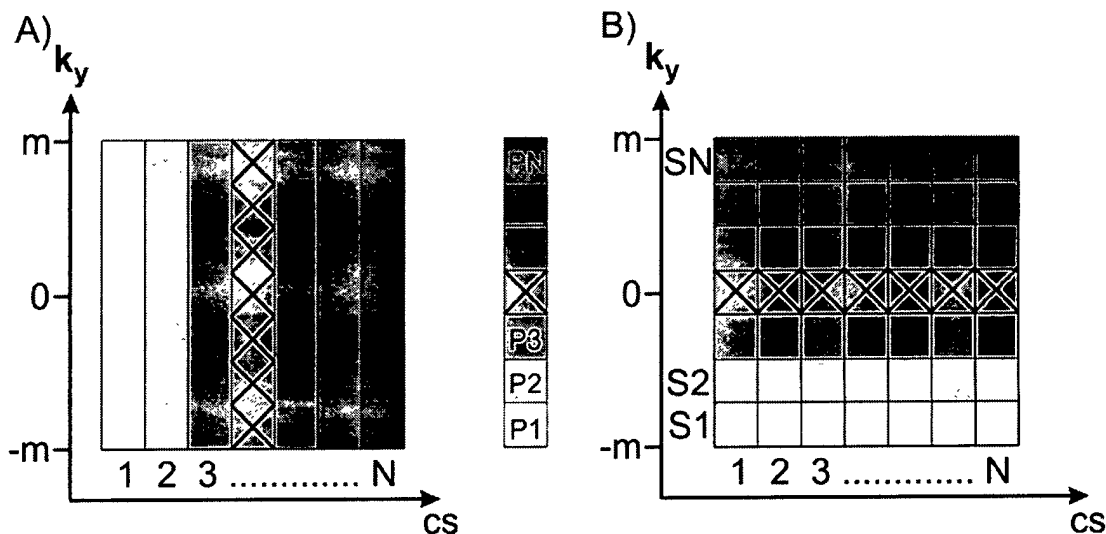 A)
k_y
m
0
-m
1 2 3 ............. N
cs
PN
P3
P2
P1
B)
k_y
m
0
-m
SN
S2
S1
1 2 3 ............. N
cs